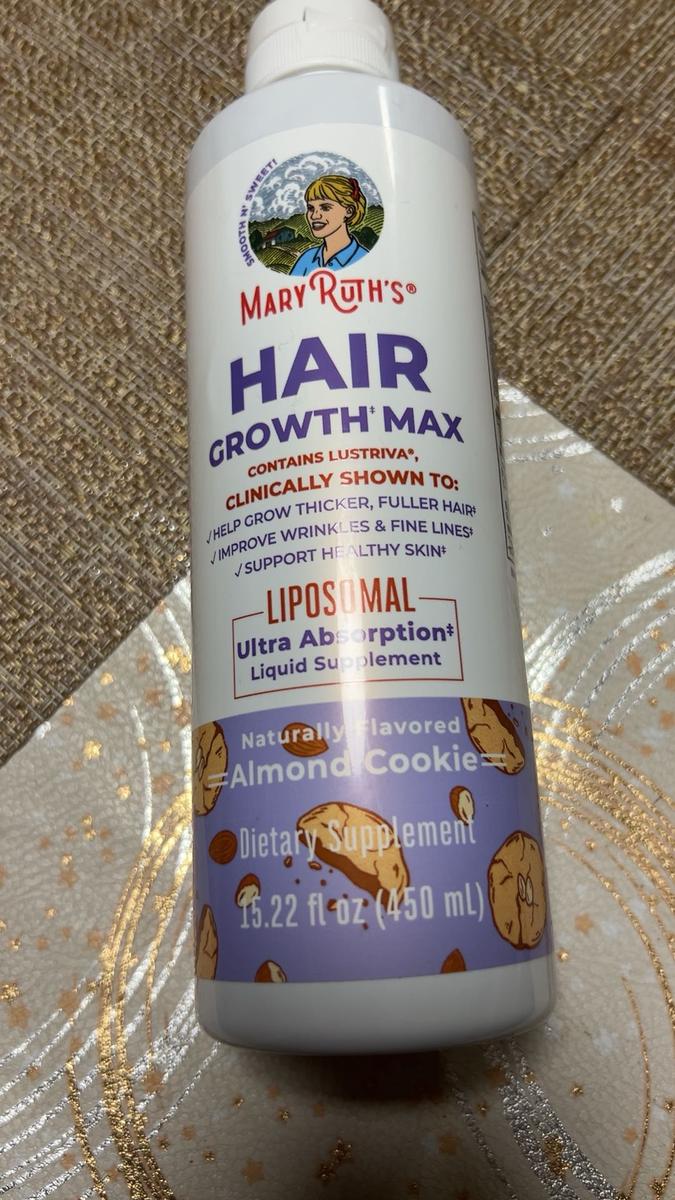 SMOOTH N' SWEET!
MARYRUTH'S®
HAIR
GROWTH‡ MAX
CONTAINS LUSTRIVA®,
CLINICALLY SHOWN TO:
✓HELP GROW THICKER, FULLER HAIR‡
✓IMPROVE WRINKLES & FINE LINES‡
✓SUPPORT HEALTHY SKIN‡
LIPOSOMAL
Ultra Absorption‡
Liquid Supplement
Naturally Flavored
Almond Cookie
Dietary Supplement
15.22 fl oz (450 mL)